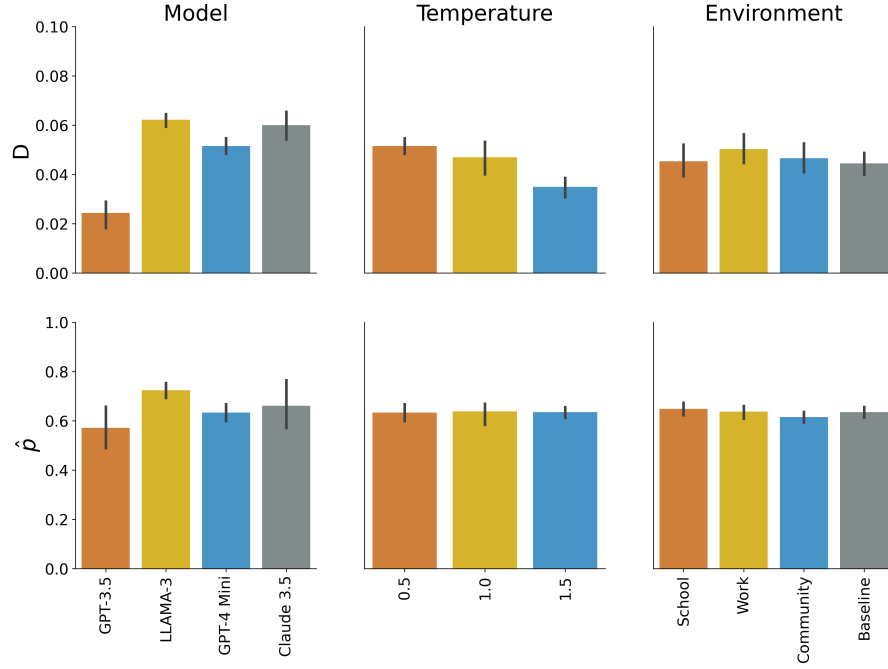 Model
Temperature
Environment
D
0.10
0.08
0.06
0.04
0.02
0.00
p̂
1.0
0.8
0.6
0.4
0.2
0.0
GPT-3.5
LLAMA-3
GPT-4 Mini
Claude 3.5
0.5
1.0
1.5
School
Work
Community
Baseline